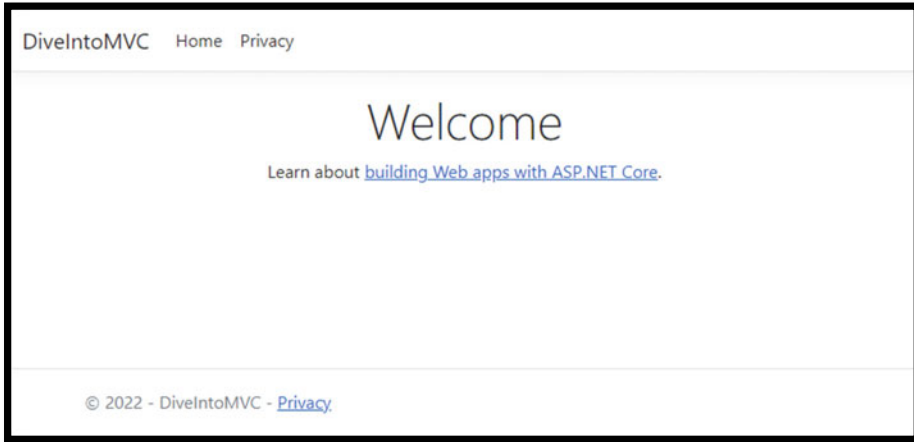 DiveIntoMVC Home Privacy
Welcome
Learn about building Web apps with ASP.NET Core.
© 2022 - DiveIntoMVC - Privacy